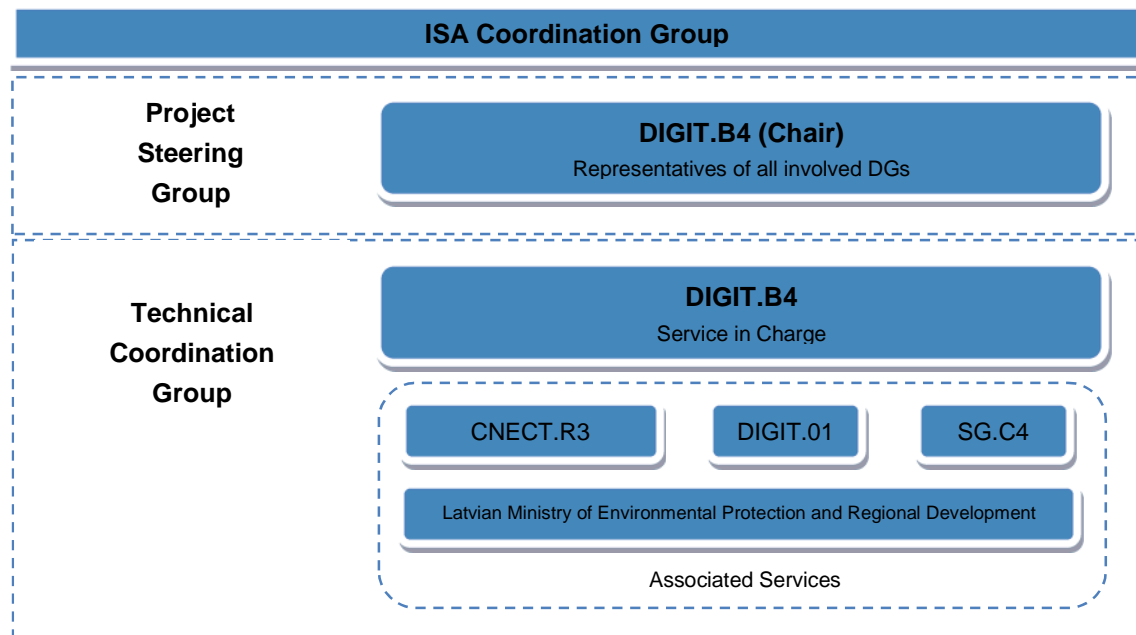 ISA Coordination Group
Project
Steering
Group
DIGIT.B4 (Chair)
Representatives of all involved DGs
Technical
Coordination
Group
DIGIT.B4
Service in Charge
CNECT.R3
DIGIT.01
SG.C4
Latvian Ministry of Environmental Protection and Regional Development
Associated Services